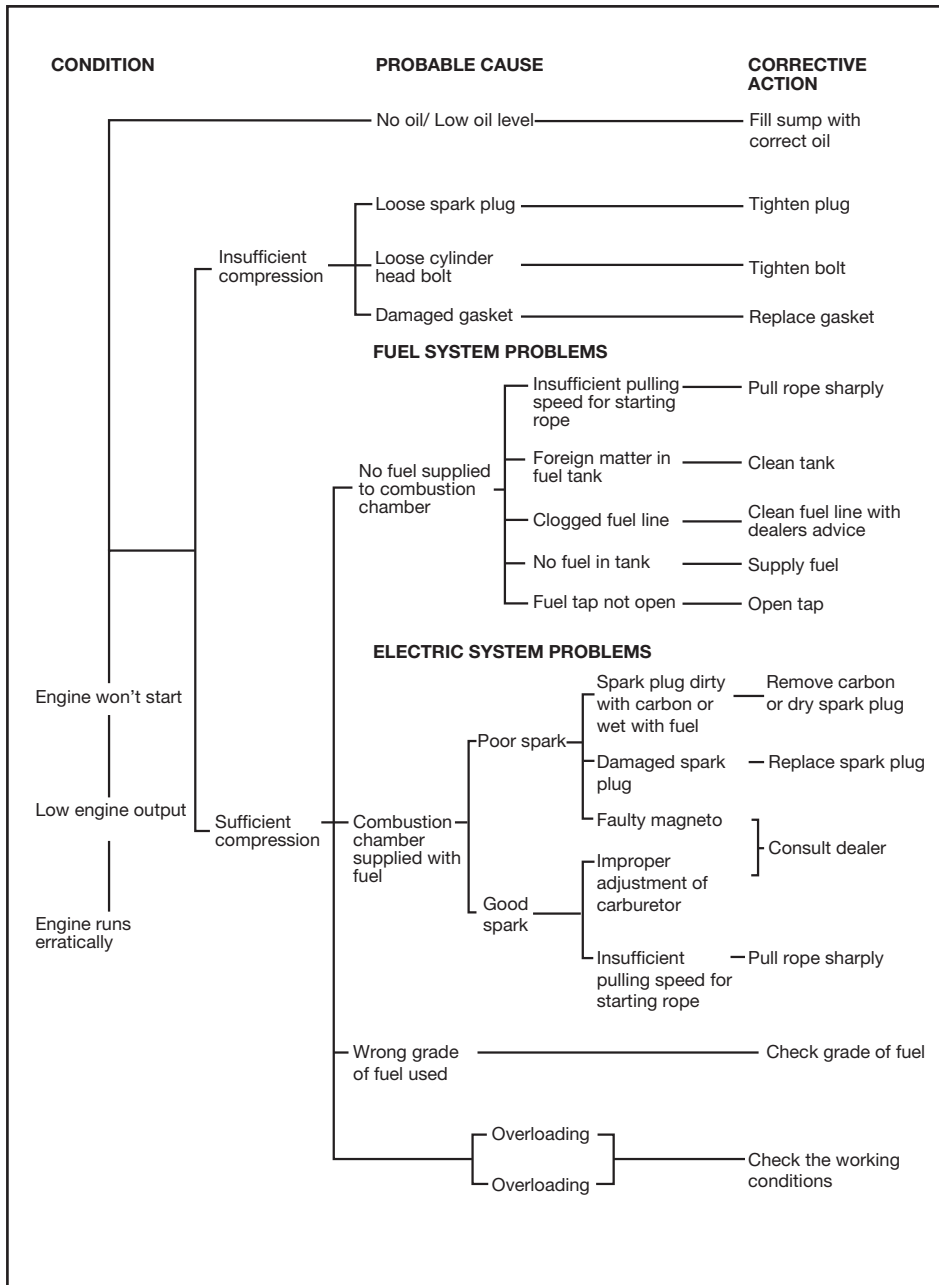 CONDITION
PROBABLE CAUSE
CORRECTIVE
ACTION
No oil/ Low oil level
Fill sump with
correct oil
Insufficient
compression
Loose spark plug
Tighten plug
Loose cylinder
head bolt
Tighten bolt
Damaged gasket
Replace gasket
FUEL SYSTEM PROBLEMS
No fuel supplied
to combustion
chamber
Insufficient pulling
speed for starting
rope
Pull rope sharply
Foreign matter in
fuel tank
Clean tank
Clogged fuel line
Clean fuel line with
dealers advice
No fuel in tank
Supply fuel
Fuel tap not open
Open tap
ELECTRIC SYSTEM PROBLEMS
Engine won’t start
Low engine output
Engine runs
erratically
Sufficient
compression
Combustion
chamber
supplied with
fuel
Poor spark
Spark plug dirty
with carbon or
wet with fuel
Remove carbon
or dry spark plug
Damaged spark
plug
Replace spark plug
Faulty magneto
Consult dealer
Good
spark
Improper
adjustment of
carburetor
Insufficient
pulling speed for
starting rope
Pull rope sharply
Wrong grade
of fuel used
Check grade of fuel
Overloading
Overloading
Check the working
conditions